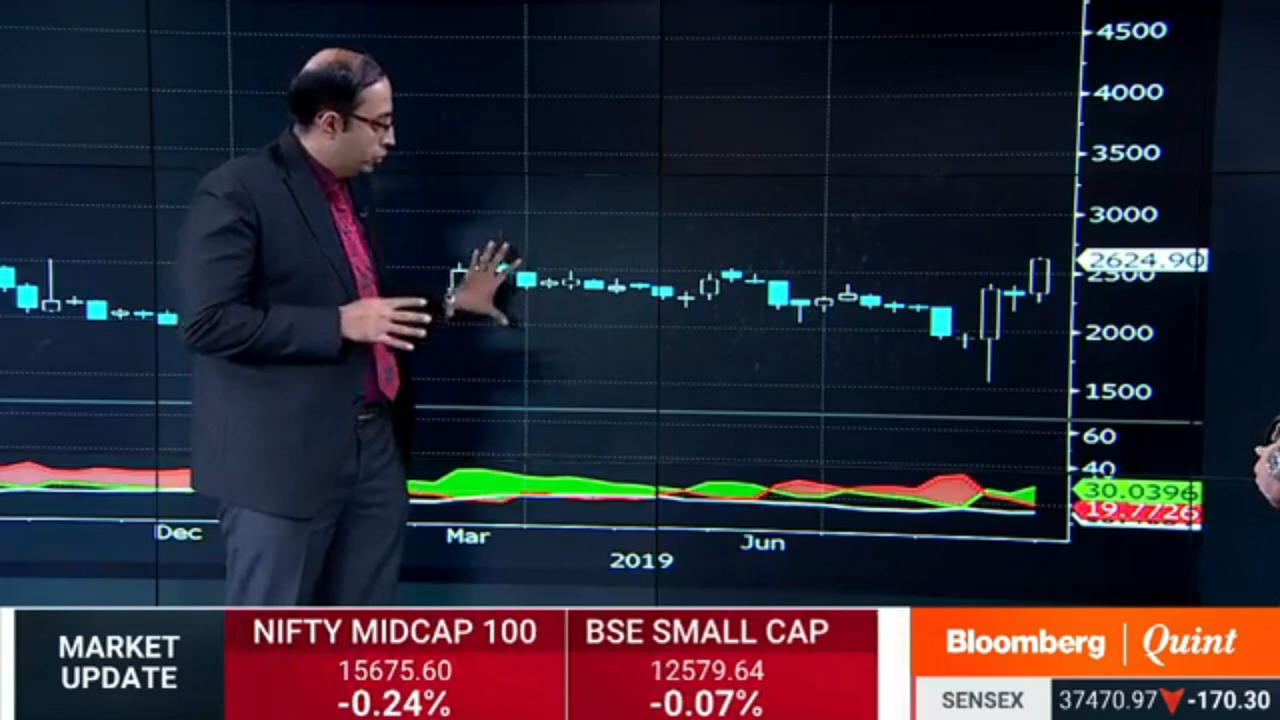 4500
4000
3500
3000
2624.90
2500
2000
1500
60
40
30.0396
19.7726
Dec
Mar
Jun
2019
MARKET
UPDATE
NIFTY MIDCAP 100
15675.60
-0.24%
BSE SMALL CAP
12579.64
-0.07%
Bloomberg | Quint
SENSEX
37470.97 ▼ -170.30